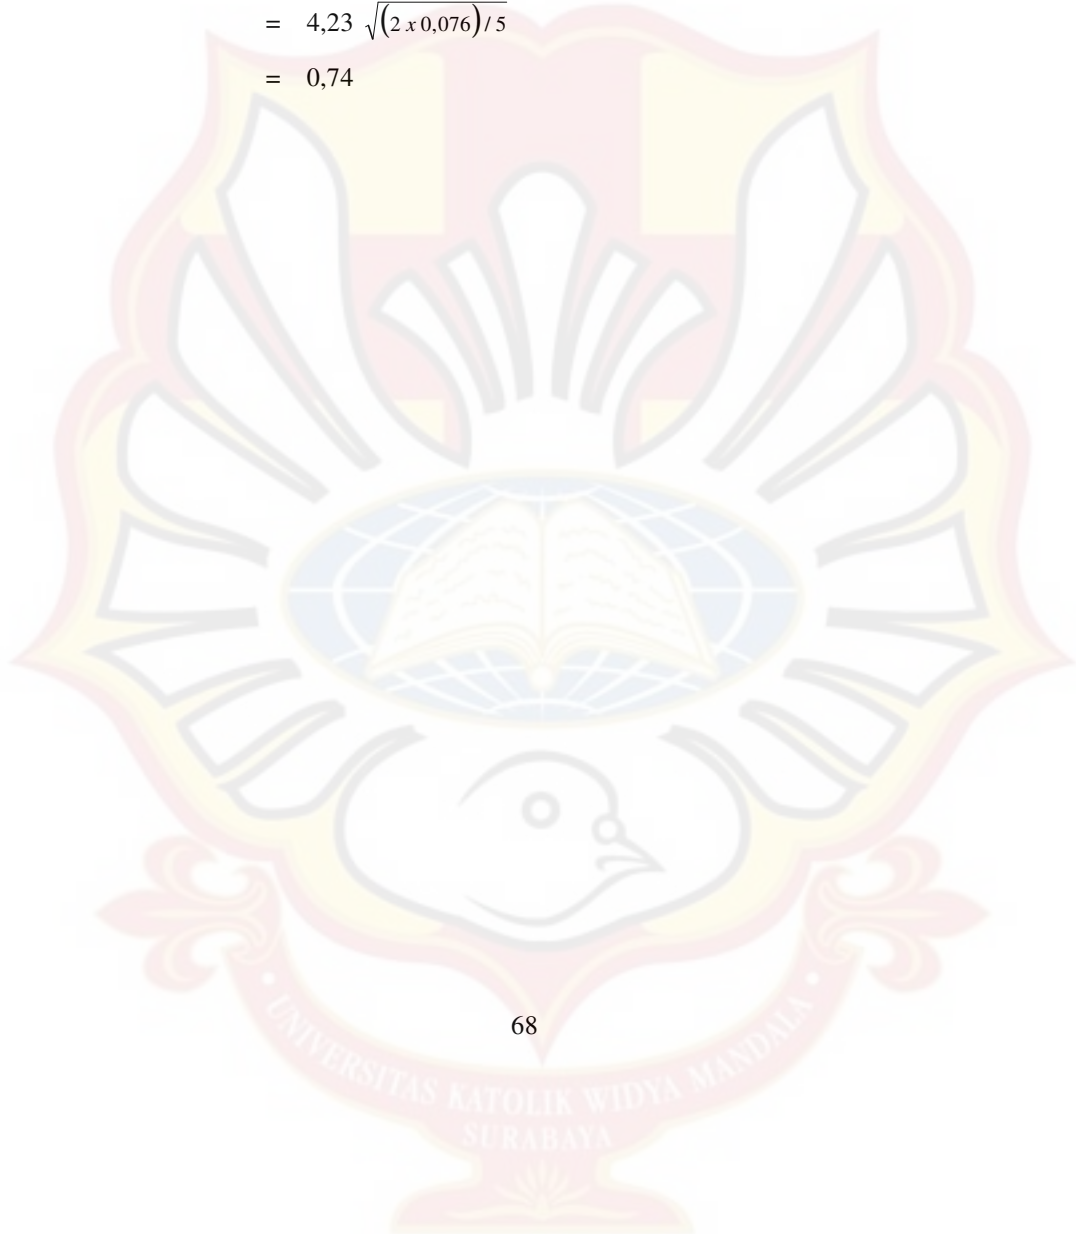 = 4,23 √(2 x 0,076) / 5
= 0,74
68
• UNIVERSITAS KATOLIK WIDYA MANDALA •
SURABAYA